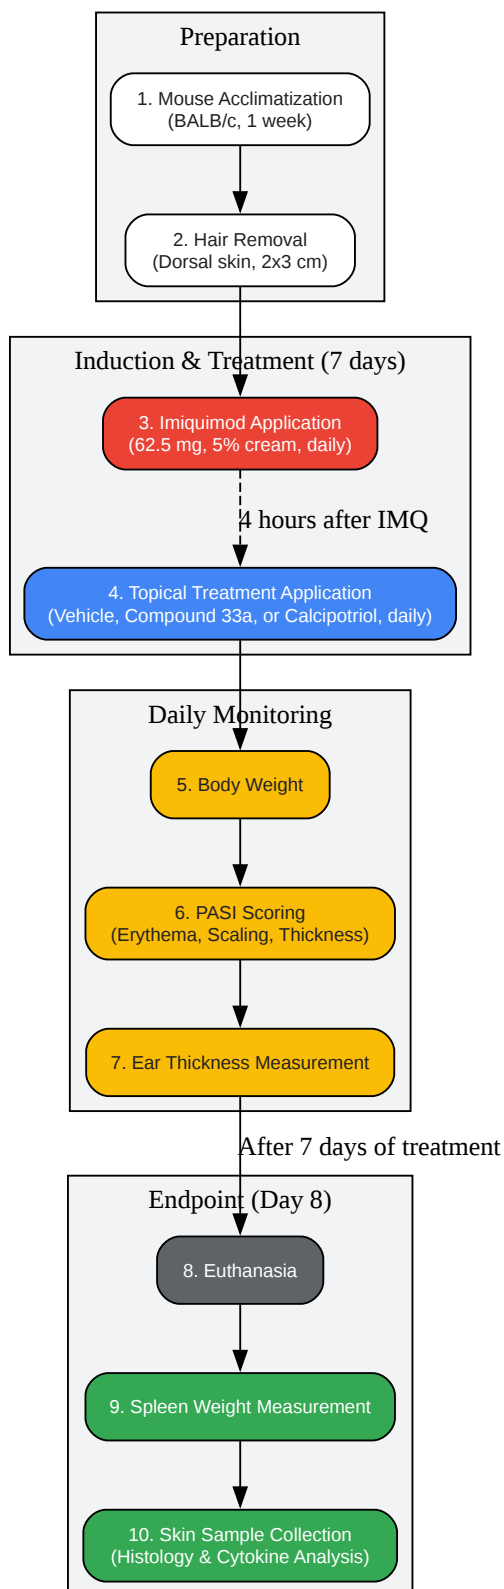 Preparation
1. Mouse Acclimatization
(BALB/c, 1 week)
2. Hair Removal
(Dorsal skin, 2x3 cm)
Induction & Treatment (7 days)
3. Imiquimod Application
(62.5 mg, 5% cream, daily)
4 hours after IMQ
4. Topical Treatment Application
(Vehicle, Compound 33a, or Calcipotriol, daily)
Daily Monitoring
5. Body Weight
6. PASI Scoring
(Erythema, Scaling, Thickness)
7. Ear Thickness Measurement
After 7 days of treatment
Endpoint (Day 8)
8. Euthanasia
9. Spleen Weight Measurement
10. Skin Sample Collection
(Histology & Cytokine Analysis)